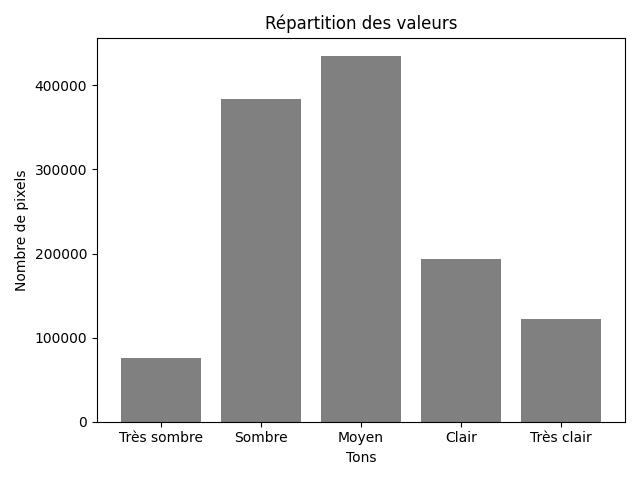 Répartition des valeurs
Nombre de pixels
400000
300000
200000
100000
0
Très sombre
Sombre
Moyen
Clair
Très clair
Tons